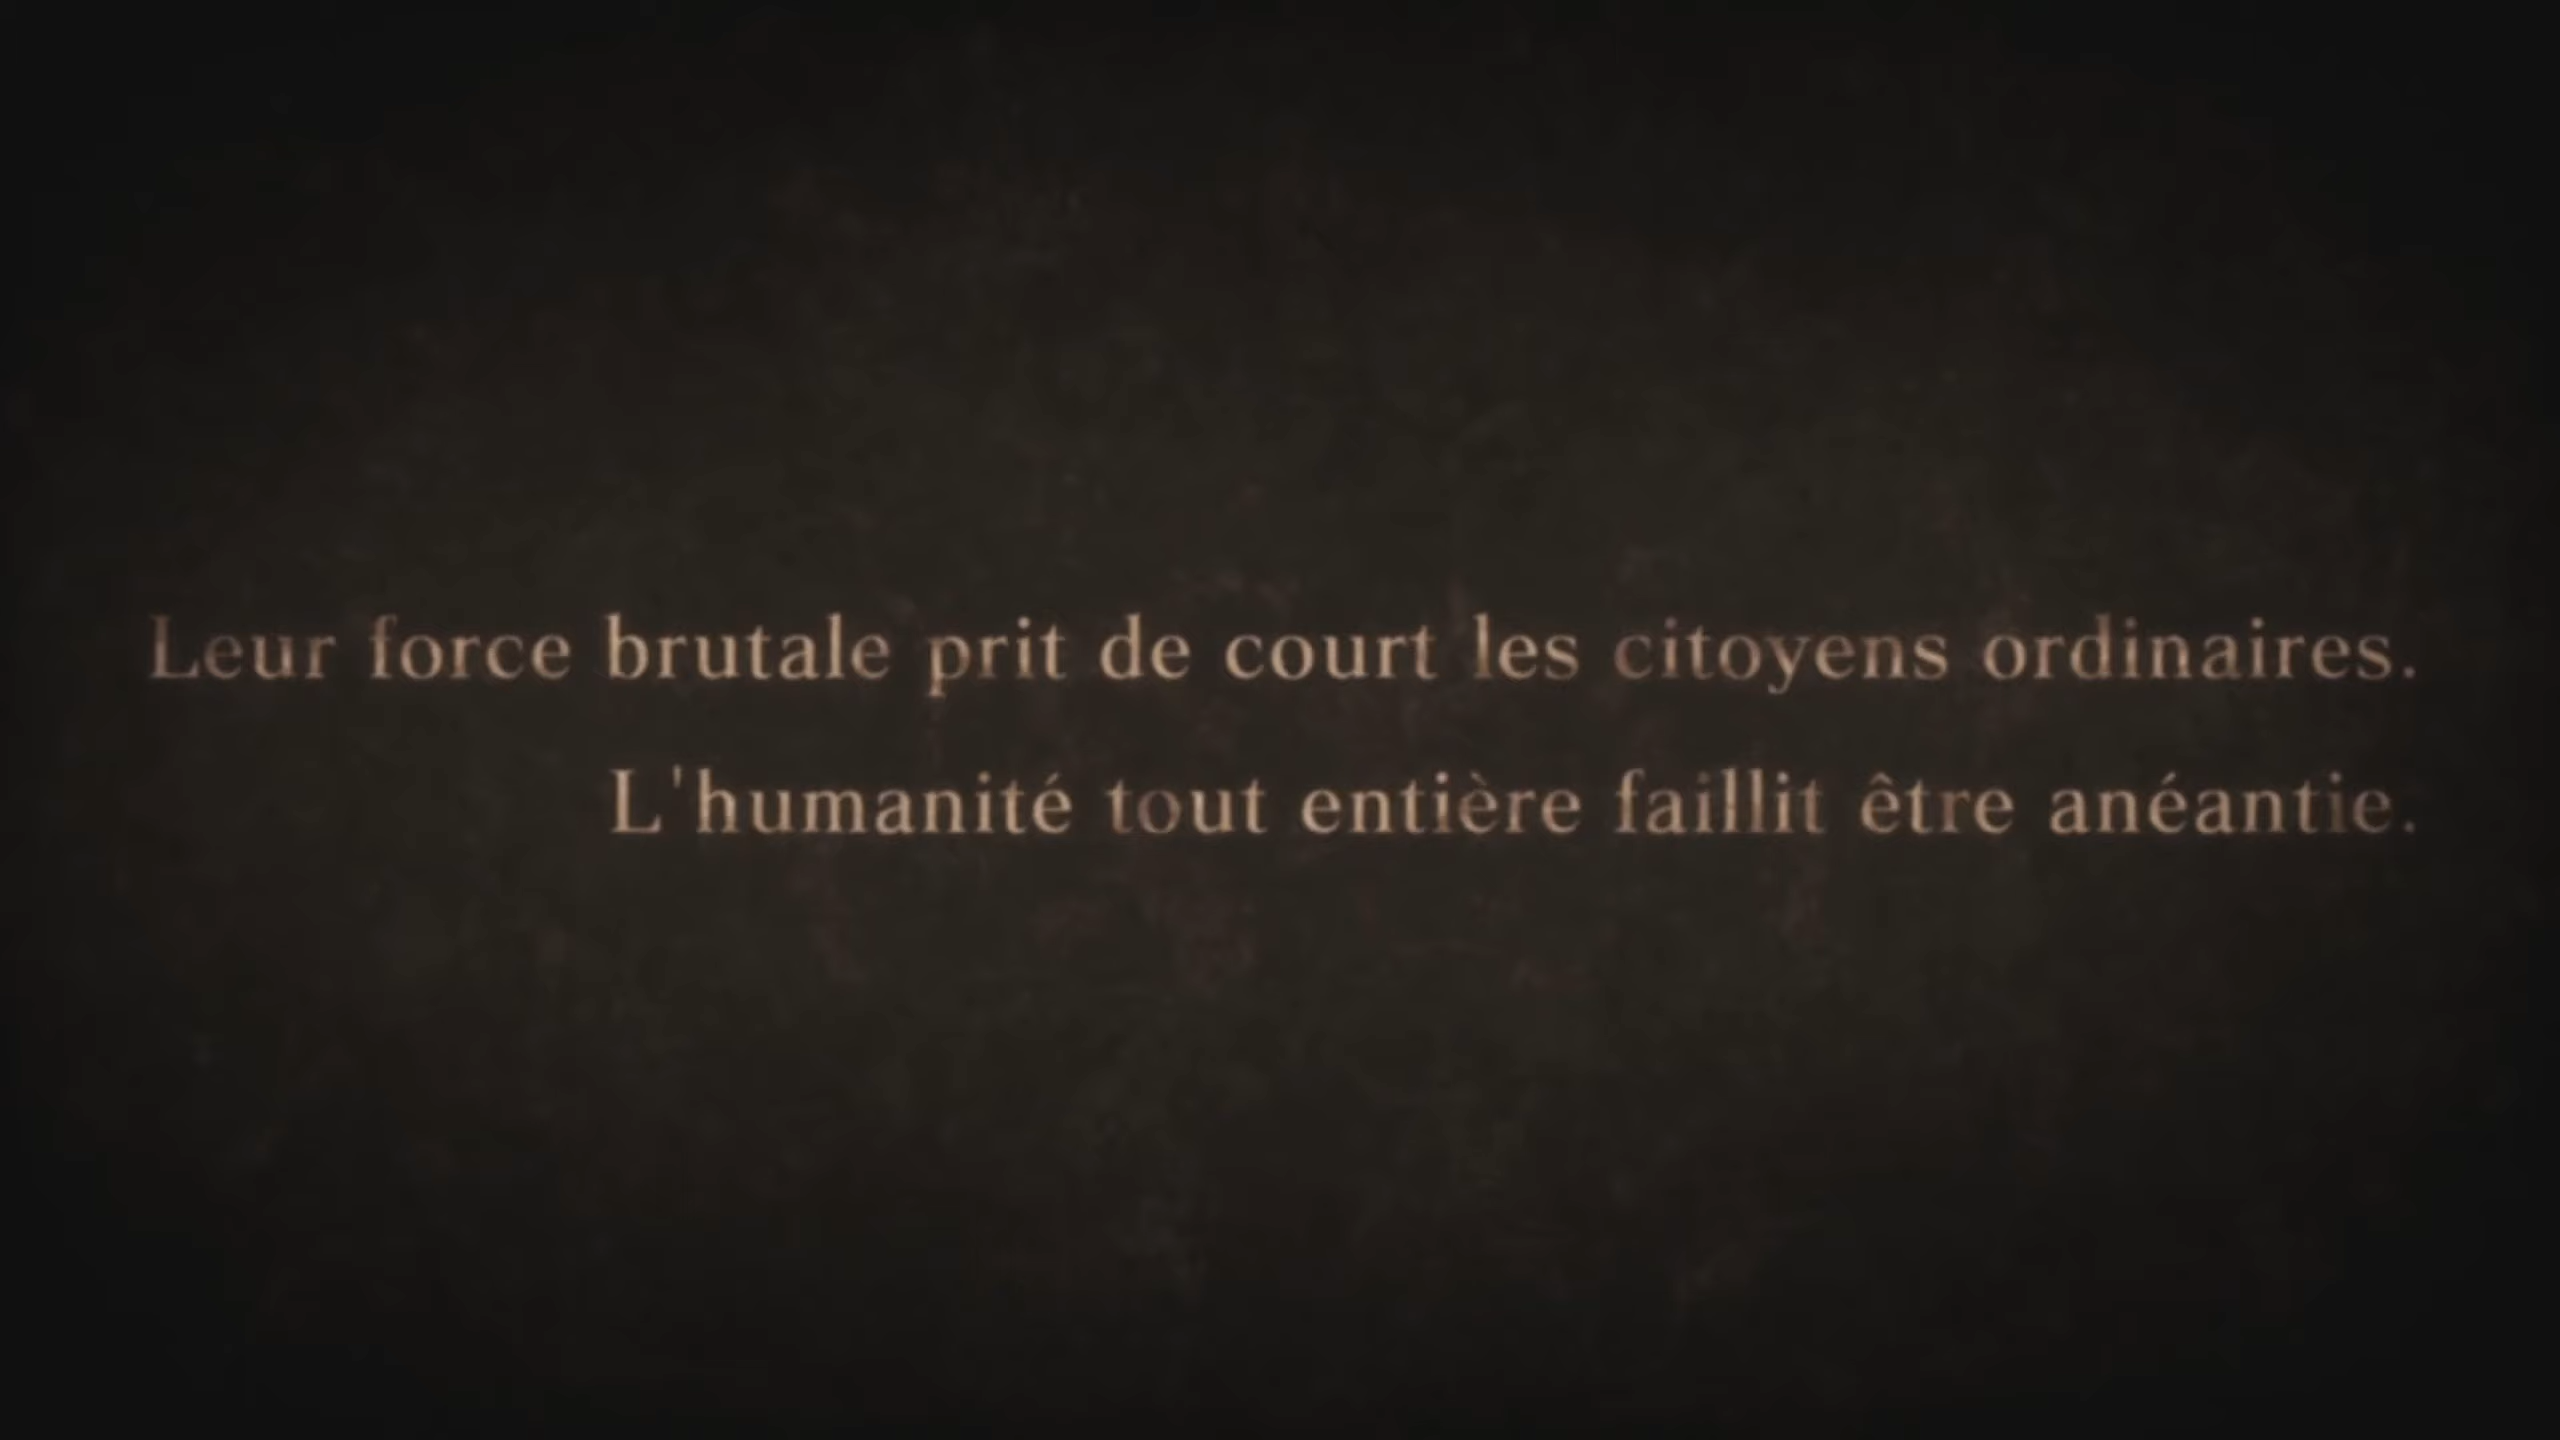 Leur force brutale prit de court les citoyens ordinaires.
L'humanité tout entière faillit être anéantie.